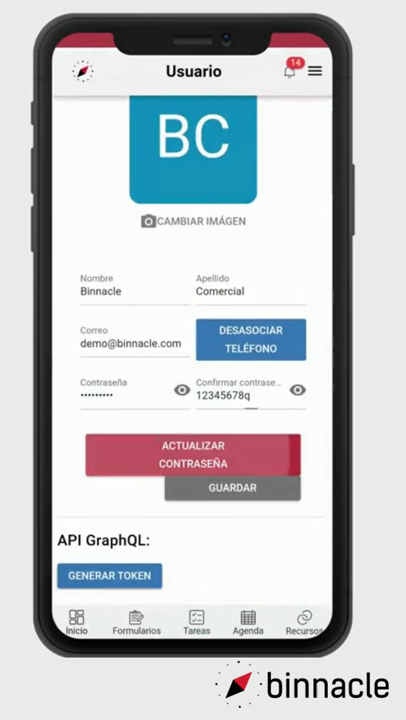 Usuario
14
BC
CAMBIAR IMÁGEN
Nombre
Apellido
Binnacle
Comercial
Correo
demo@binnacle.com
DESASOCIAR
TELÉFONO
Contraseña
Confirmar contrase...
•••••••••
12345678q
ACTUALIZAR
CONTRASEÑA
GUARDAR
API GraphQL:
GENERAR TOKEN
Inicio
Formularios
Tareas
Agenda
Recursos
binnacle